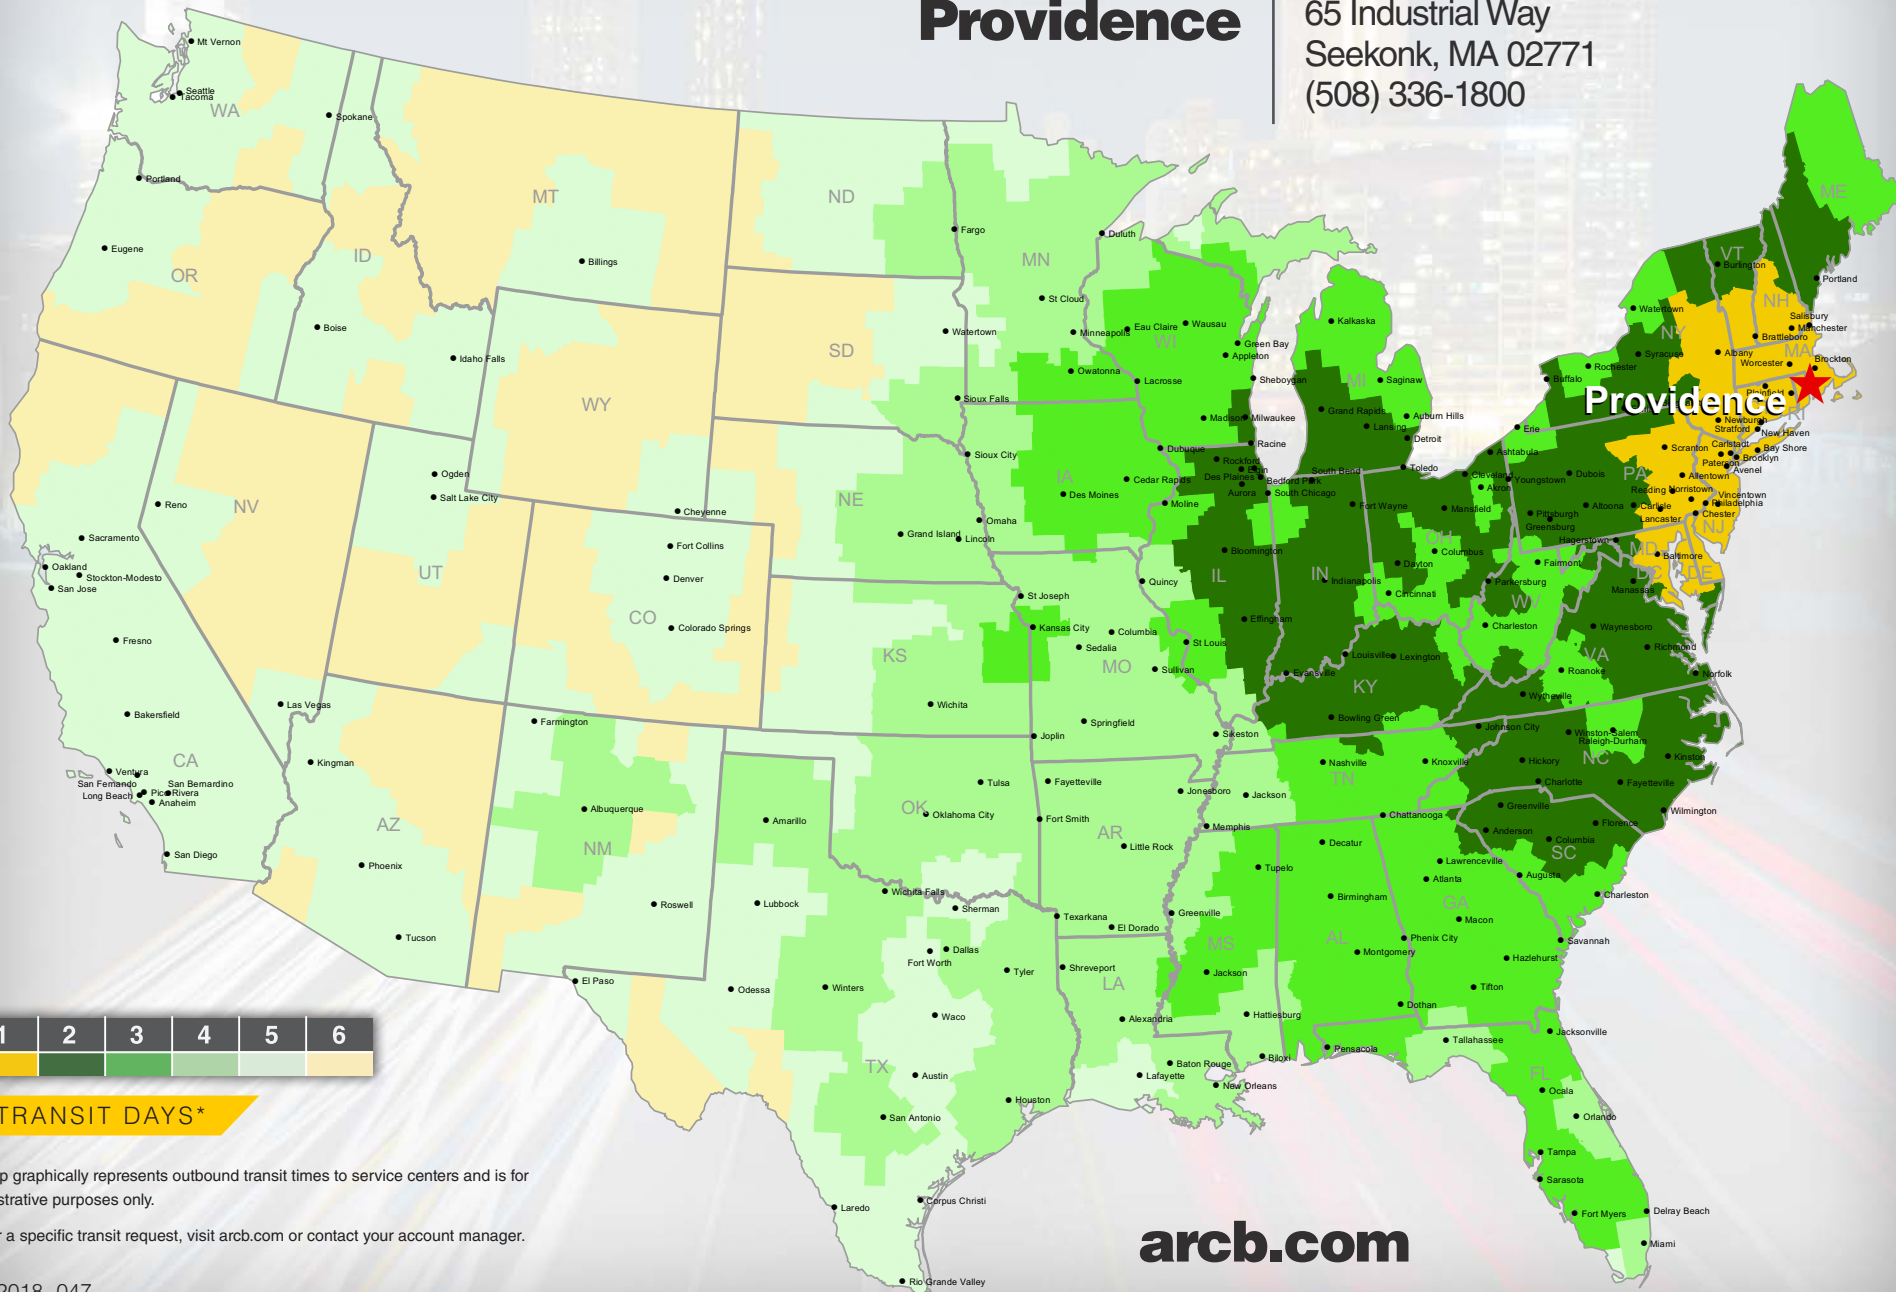 Providence
65 Industrial Way
Seekonk, MA 02771
(508) 336-1800
Mt Vernon
Seattle
Tacoma
WA
Spokane
Portland
Eugene
OR
ID
Boise
Idaho Falls
MT
Billings
WY
Cheyenne
ND
Fargo
SD
Watertown
Sioux Falls
MN
Duluth
St Cloud
Minneapolis
Owatonna
WI
Eau Claire
Wausau
Green Bay
Appleton
Lacrosse
Sheboygan
Madison
Milwaukee
Racine
MI
Kalkaska
Saginaw
Grand Rapids
Lansing
Auburn Hills
Detroit
ME
Portland
VT
Burlington
NH
Salisbury
Manchester
Brattleboro
MA
Brockton
Worcester
NY
Watertown
Syracuse
Albany
Rochester
Buffalo
Plainfield
Providence
RI
Newburgh
Stratford
New Haven
Carlstadt
Bay Shore
Brooklyn
Paterson
Avenel
Erie
Scranton
PA
Dubois
Allentown
Reading
Norristown
Vincentown
Philadelphia
Altoona
Carlisle
Chester
Lancaster
NJ
Pittsburgh
Greensburg
Hagerstown
MD
Baltimore
DC
DE
Manassas
Ashtabula
Cleveland
Youngstown
Akron
Toledo
Mansfield
OH
Columbus
Dayton
Cincinnati
Fairmont
Parkersburg
WV
Charleston
Waynesboro
VA
Richmond
Roanoke
Norfolk
Wytheville
Dubuque
Rockford
Elgin
Des Plaines
Bedford Park
Aurora
South Chicago
South Bend
Fort Wayne
IA
Cedar Rapids
Des Moines
Moline
Sioux City
NE
Omaha
Grand Island
Lincoln
Bloomington
IL
IN
Indianapolis
Quincy
Effingham
Evansville
Louisville
Lexington
KY
Bowling Green
St Joseph
Kansas City
Columbia
Sedalia
MO
St Louis
Sullivan
KS
Wichita
Springfield
Joplin
Sikeston
Ogden
Salt Lake City
NV
Reno
UT
Fort Collins
Denver
CO
Colorado Springs
Sacramento
Oakland
Stockton-Modesto
San Jose
Fresno
Bakersfield
CA
Las Vegas
Kingman
Ventura
San Fernando
San Bernardino
Long Beach
Pico Rivera
Anaheim
San Diego
AZ
Phoenix
Tucson
Farmington
Albuquerque
NM
Roswell
Amarillo
Lubbock
Tulsa
OK
Oklahoma City
Wichita Falls
Sherman
Dallas
Fort Worth
Tyler
El Paso
Odessa
Winters
Waco
TX
Austin
San Antonio
Houston
Corpus Christi
Laredo
Rio Grande Valley
Fayetteville
Jonesboro
Fort Smith
AR
Little Rock
Texarkana
El Dorado
Shreveport
LA
Alexandria
Baton Rouge
Lafayette
New Orleans
Nashville
Knoxville
TN
Jackson
Memphis
Chattanooga
Johnson City
Winston-Salem
Raleigh-Durham
NC
Hickory
Kinston
Charlotte
Fayetteville
Greenville
Wilmington
Anderson
Florence
Columbia
SC
Charleston
Tupelo
Greenville
MS
Jackson
Hattiesburg
Biloxi
Decatur
Birmingham
AL
Montgomery
Phenix City
Dothan
Pensacola
Lawrenceville
Atlanta
Augusta
GA
Macon
Savannah
Hazlehurst
Tifton
Jacksonville
Tallahassee
FL
Ocala
Orlando
Tampa
Sarasota
Fort Myers
Delray Beach
Miami
1 2 3 4 5 6
TRANSIT DAYS*
p graphically represents outbound transit times to service centers and is for
strative purposes only.
r a specific transit request, visit arcb.com or contact your account manager.
arcb.com